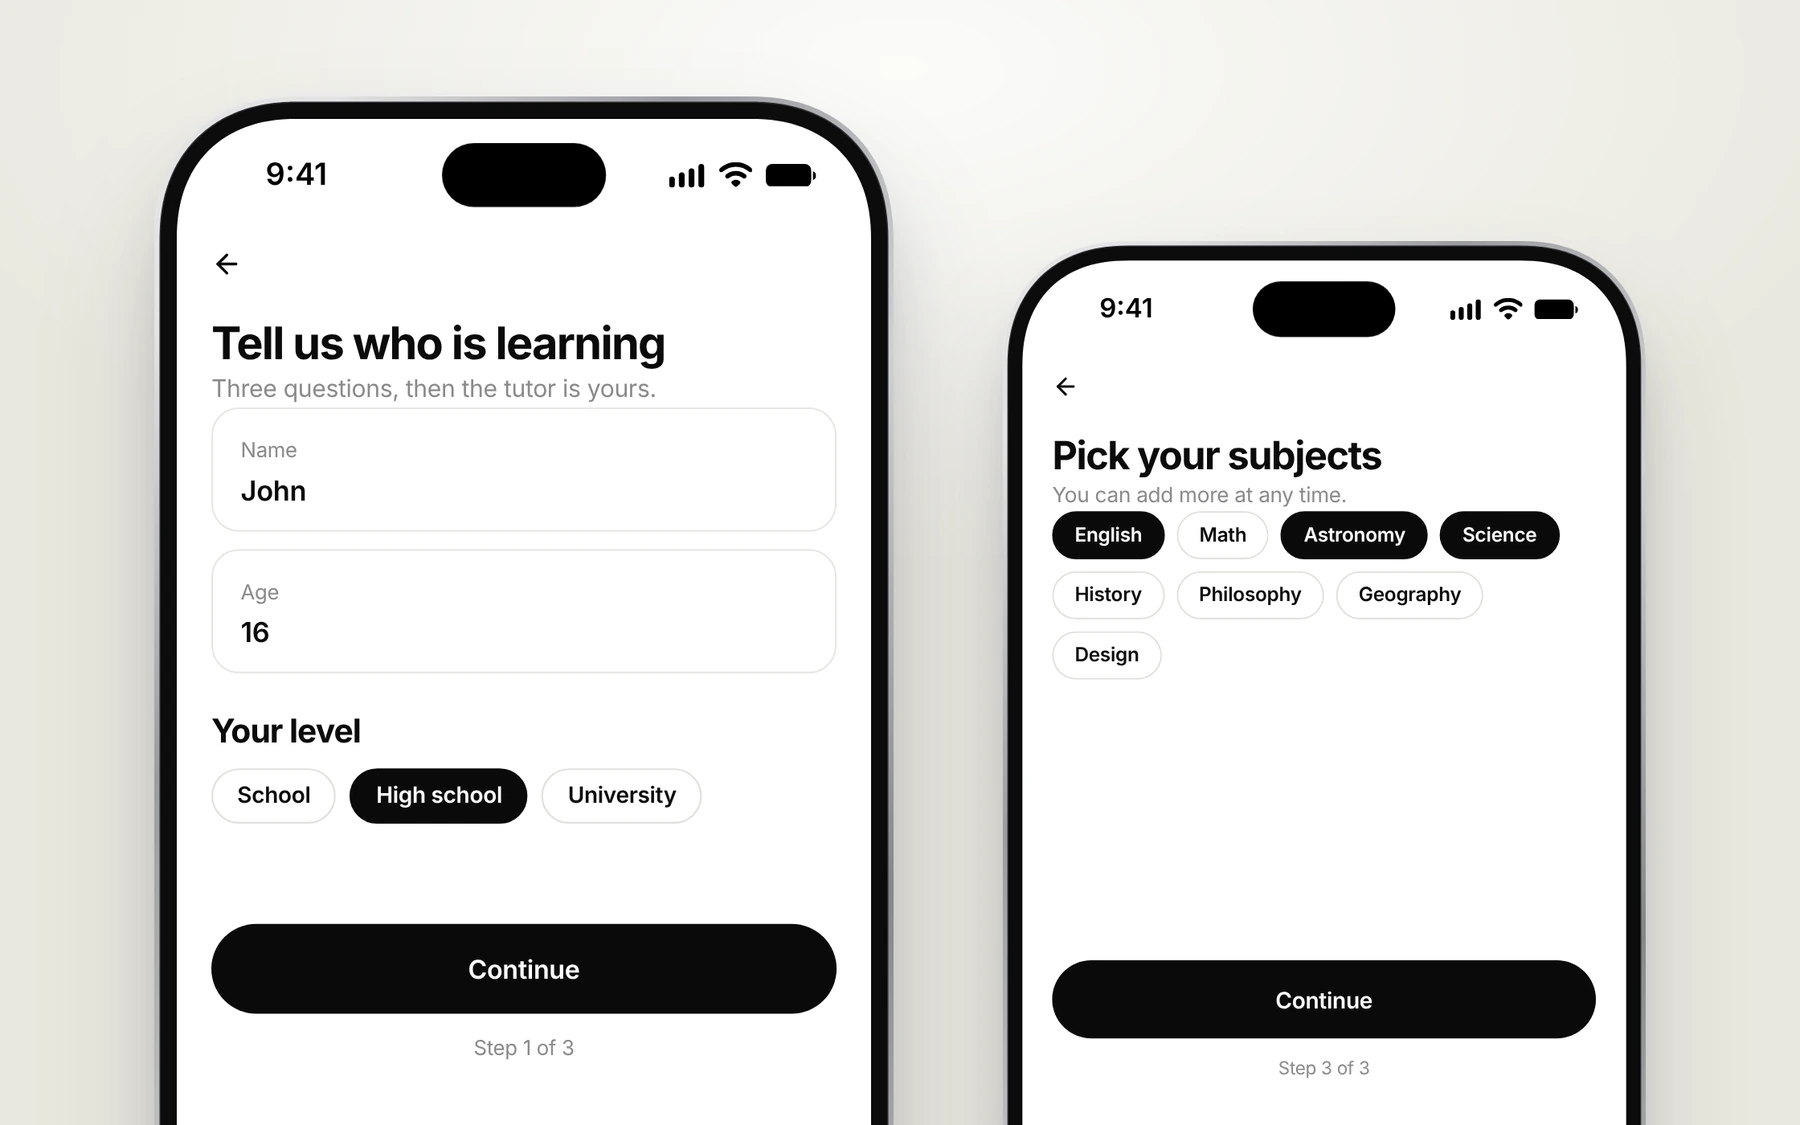 9:41
Tell us who is learning
Three questions, then the tutor is yours.
Name
John
Age
16
Your level
School High school University
Continue
Step 1 of 3
9:41
Pick your subjects
You can add more at any time.
English Math Astronomy Science
History Philosophy Geography
Design
Continue
Step 3 of 3